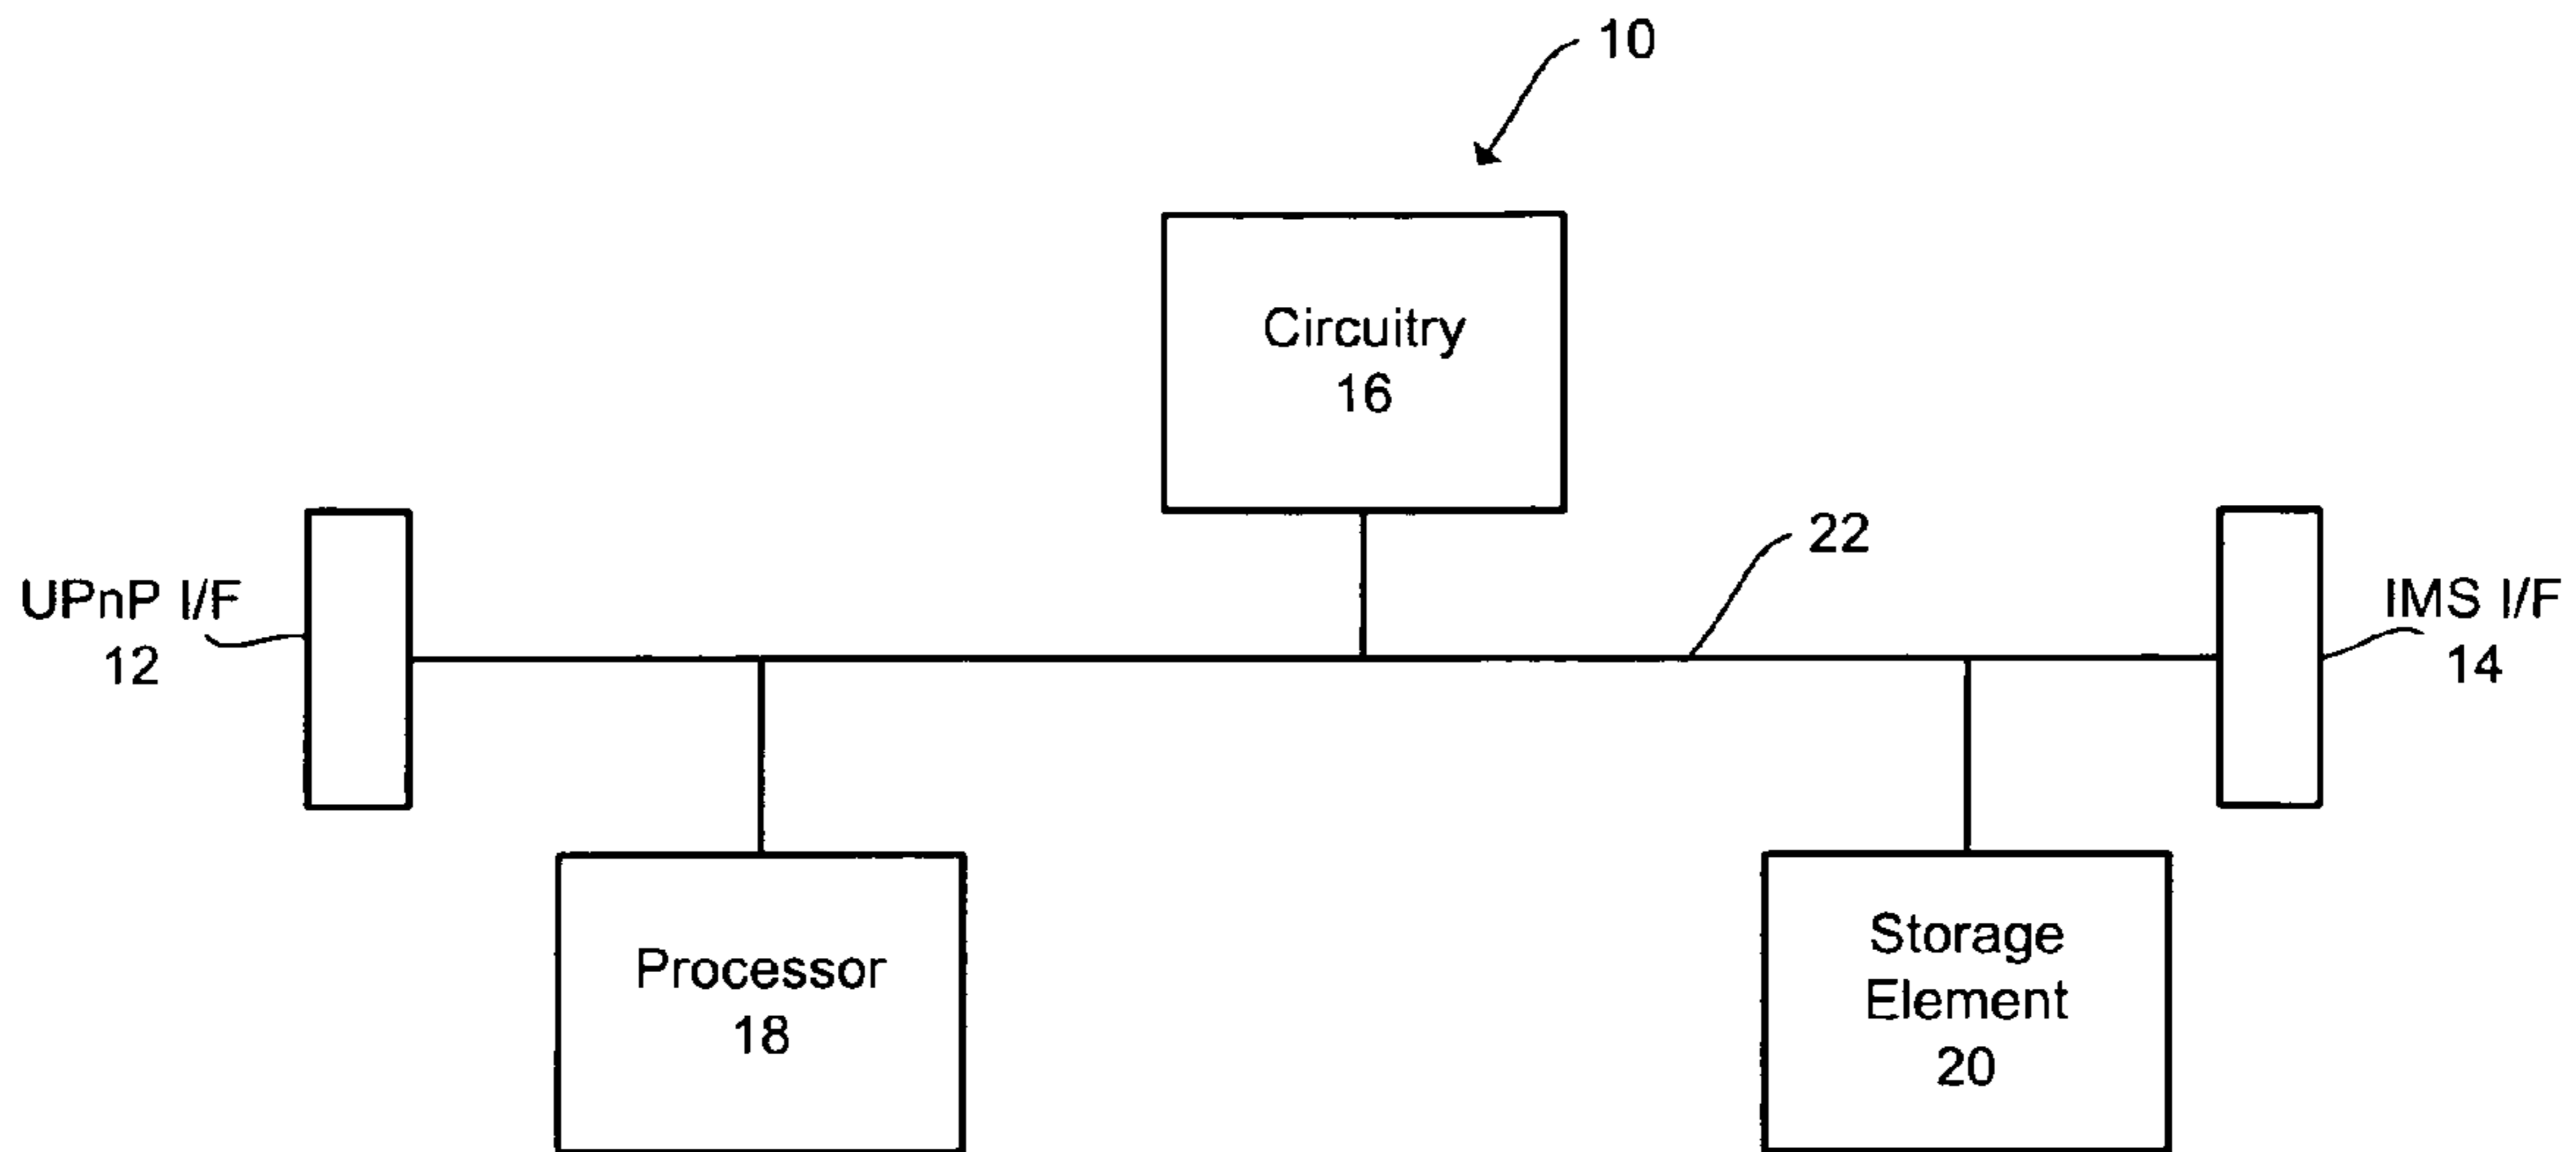 10
Circuitry
16
22
UPnP I/F
12
IMS I/F
14
Processor
18
Storage
Element
20